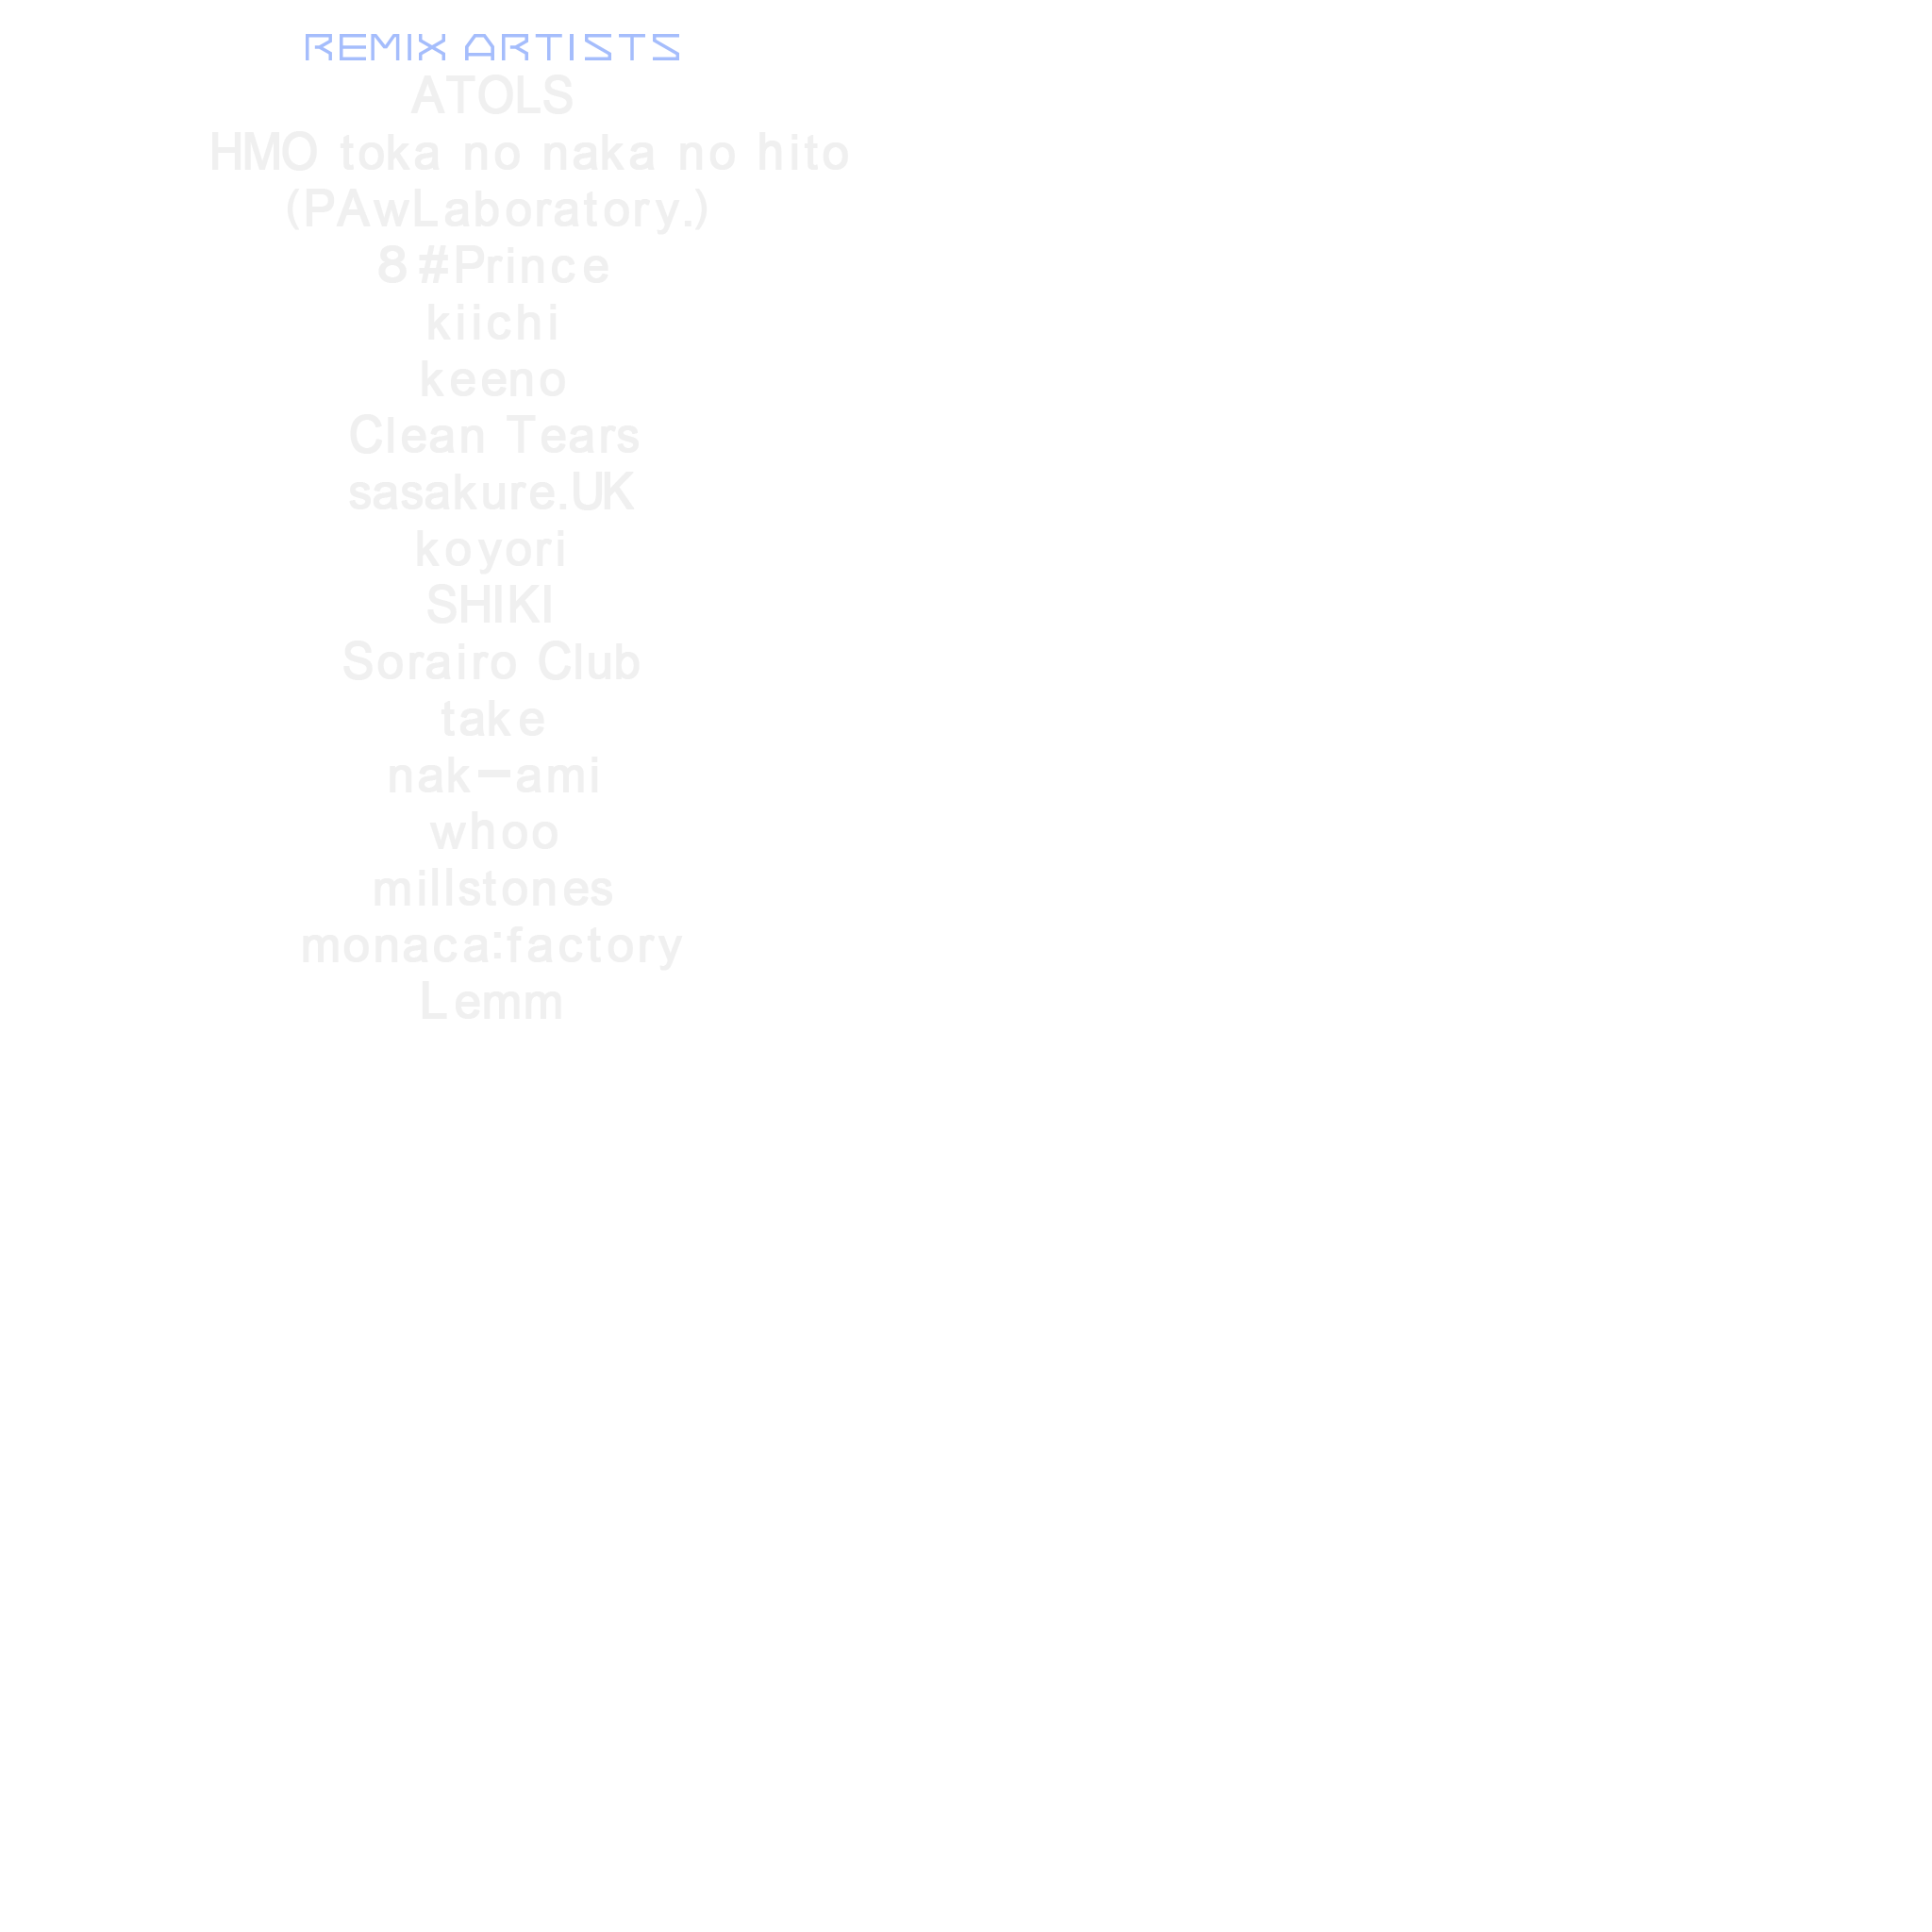 REMIX ARTISTS
ATOLS
HMO toka no naka no hito
(PAwLaboratory.)
8#Prince
kiichi
keeno
Clean Tears
sasakure.UK
koyori
SHIKI
Sorairo Club
take
nak-ami
whoo
millstones
monaca:factory
Lemm